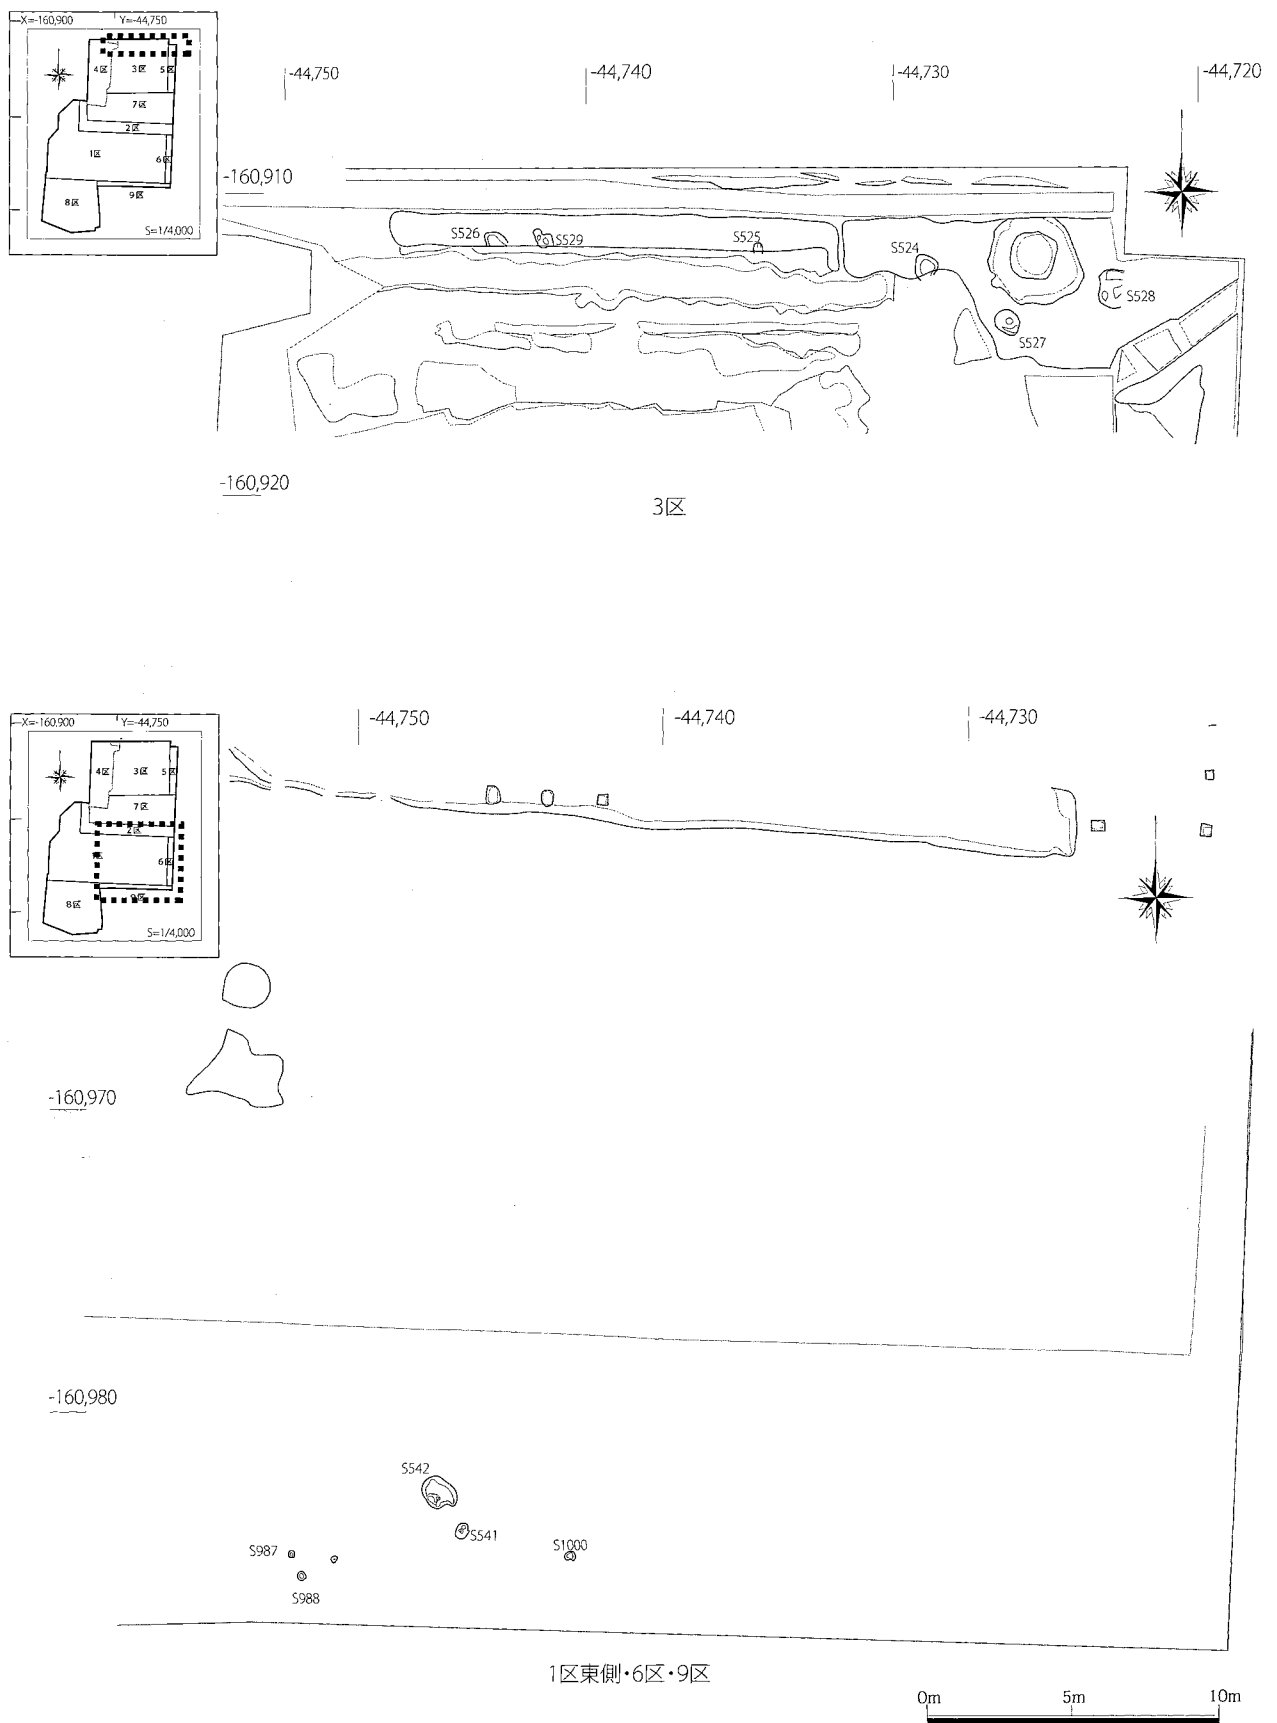 X=-160,900 Y=-44,750
4区 3区 5区
7区
2区
1区 6区
9区
8区
S=1/4,000
-44,750 -44,740 -44,730 -44,720
-160,910
S526 S529 S525 S524 S528
S527
-160,920
3区
X=-160,900 Y=-44,750
4区 3区 5区
7区
2区
1区 6区
9区
8区
S=1/4,000
-44,750 -44,740 -44,730
-160,970
-160,980
S542
S541
S987 S1000
S988
1区東側・6区・9区
0m 5m 10m